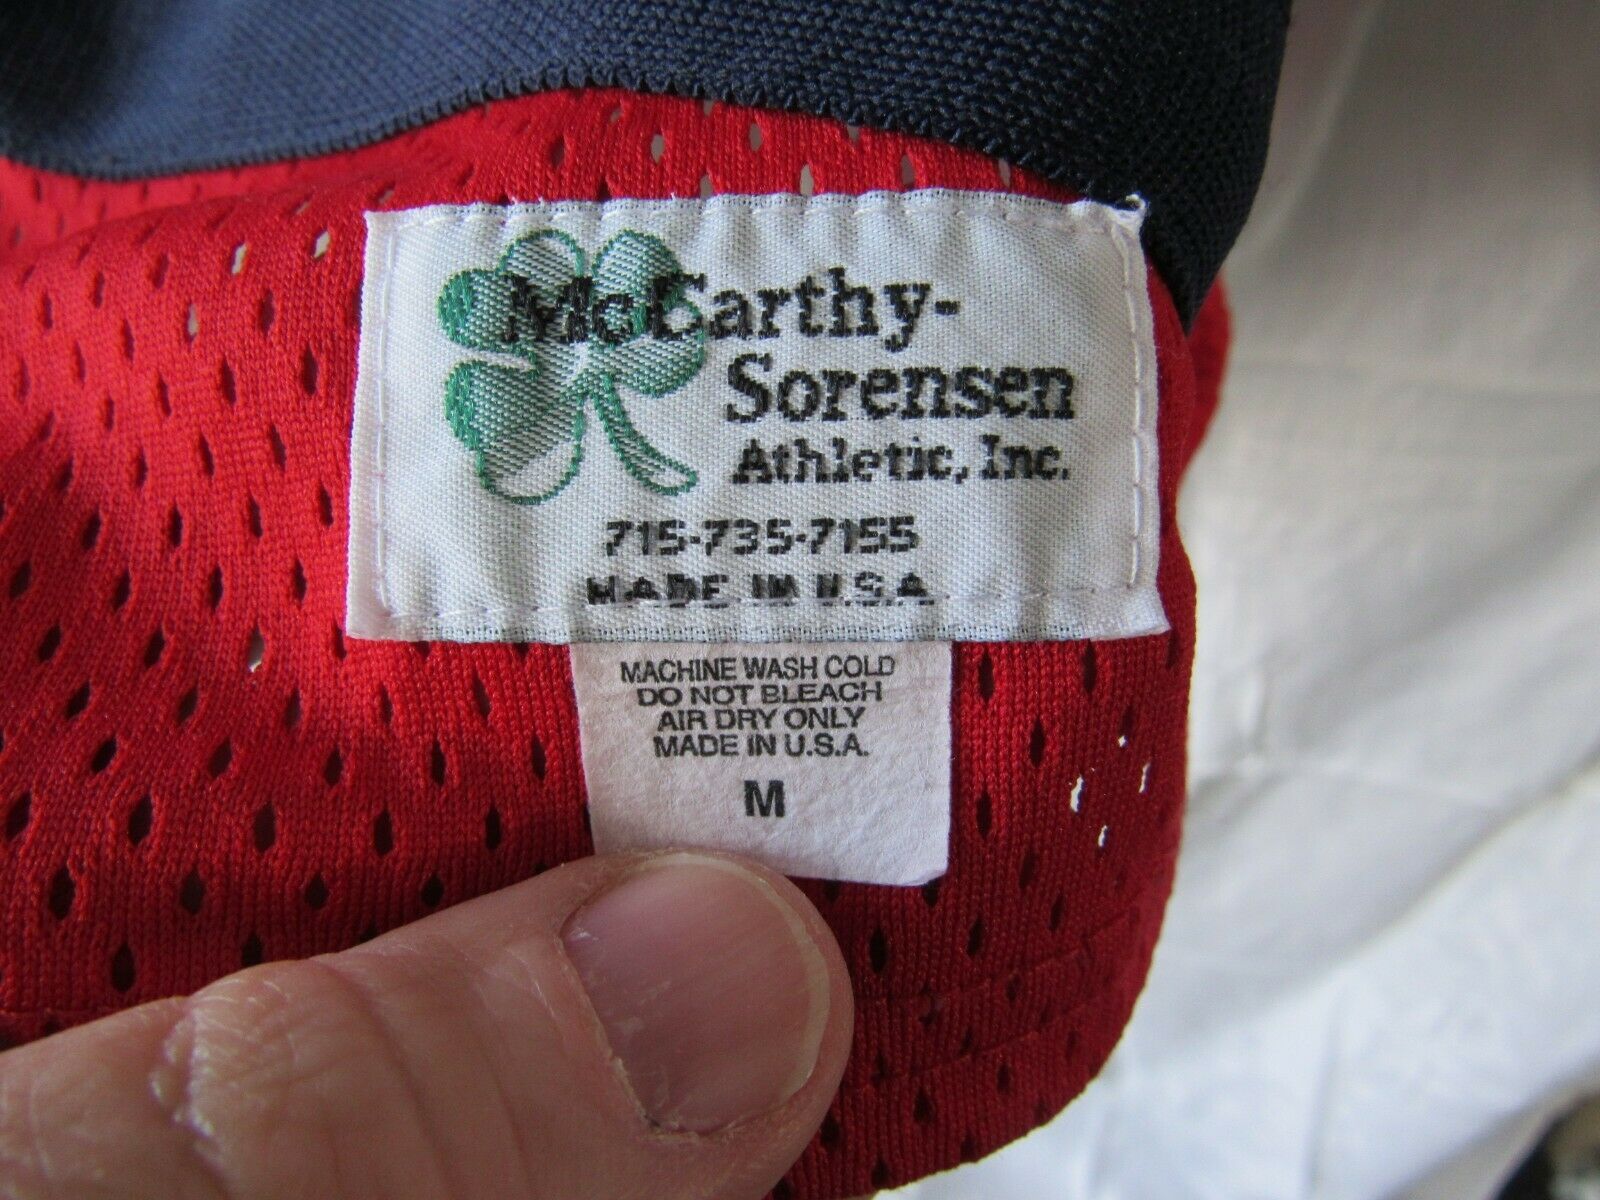 McCarthy-
Sorensen
Athletic, Inc.
715-735-7155
MADE IN U.S.A.
MACHINE WASH COLD
DO NOT BLEACH
AIR DRY ONLY
MADE IN U.S.A.
M